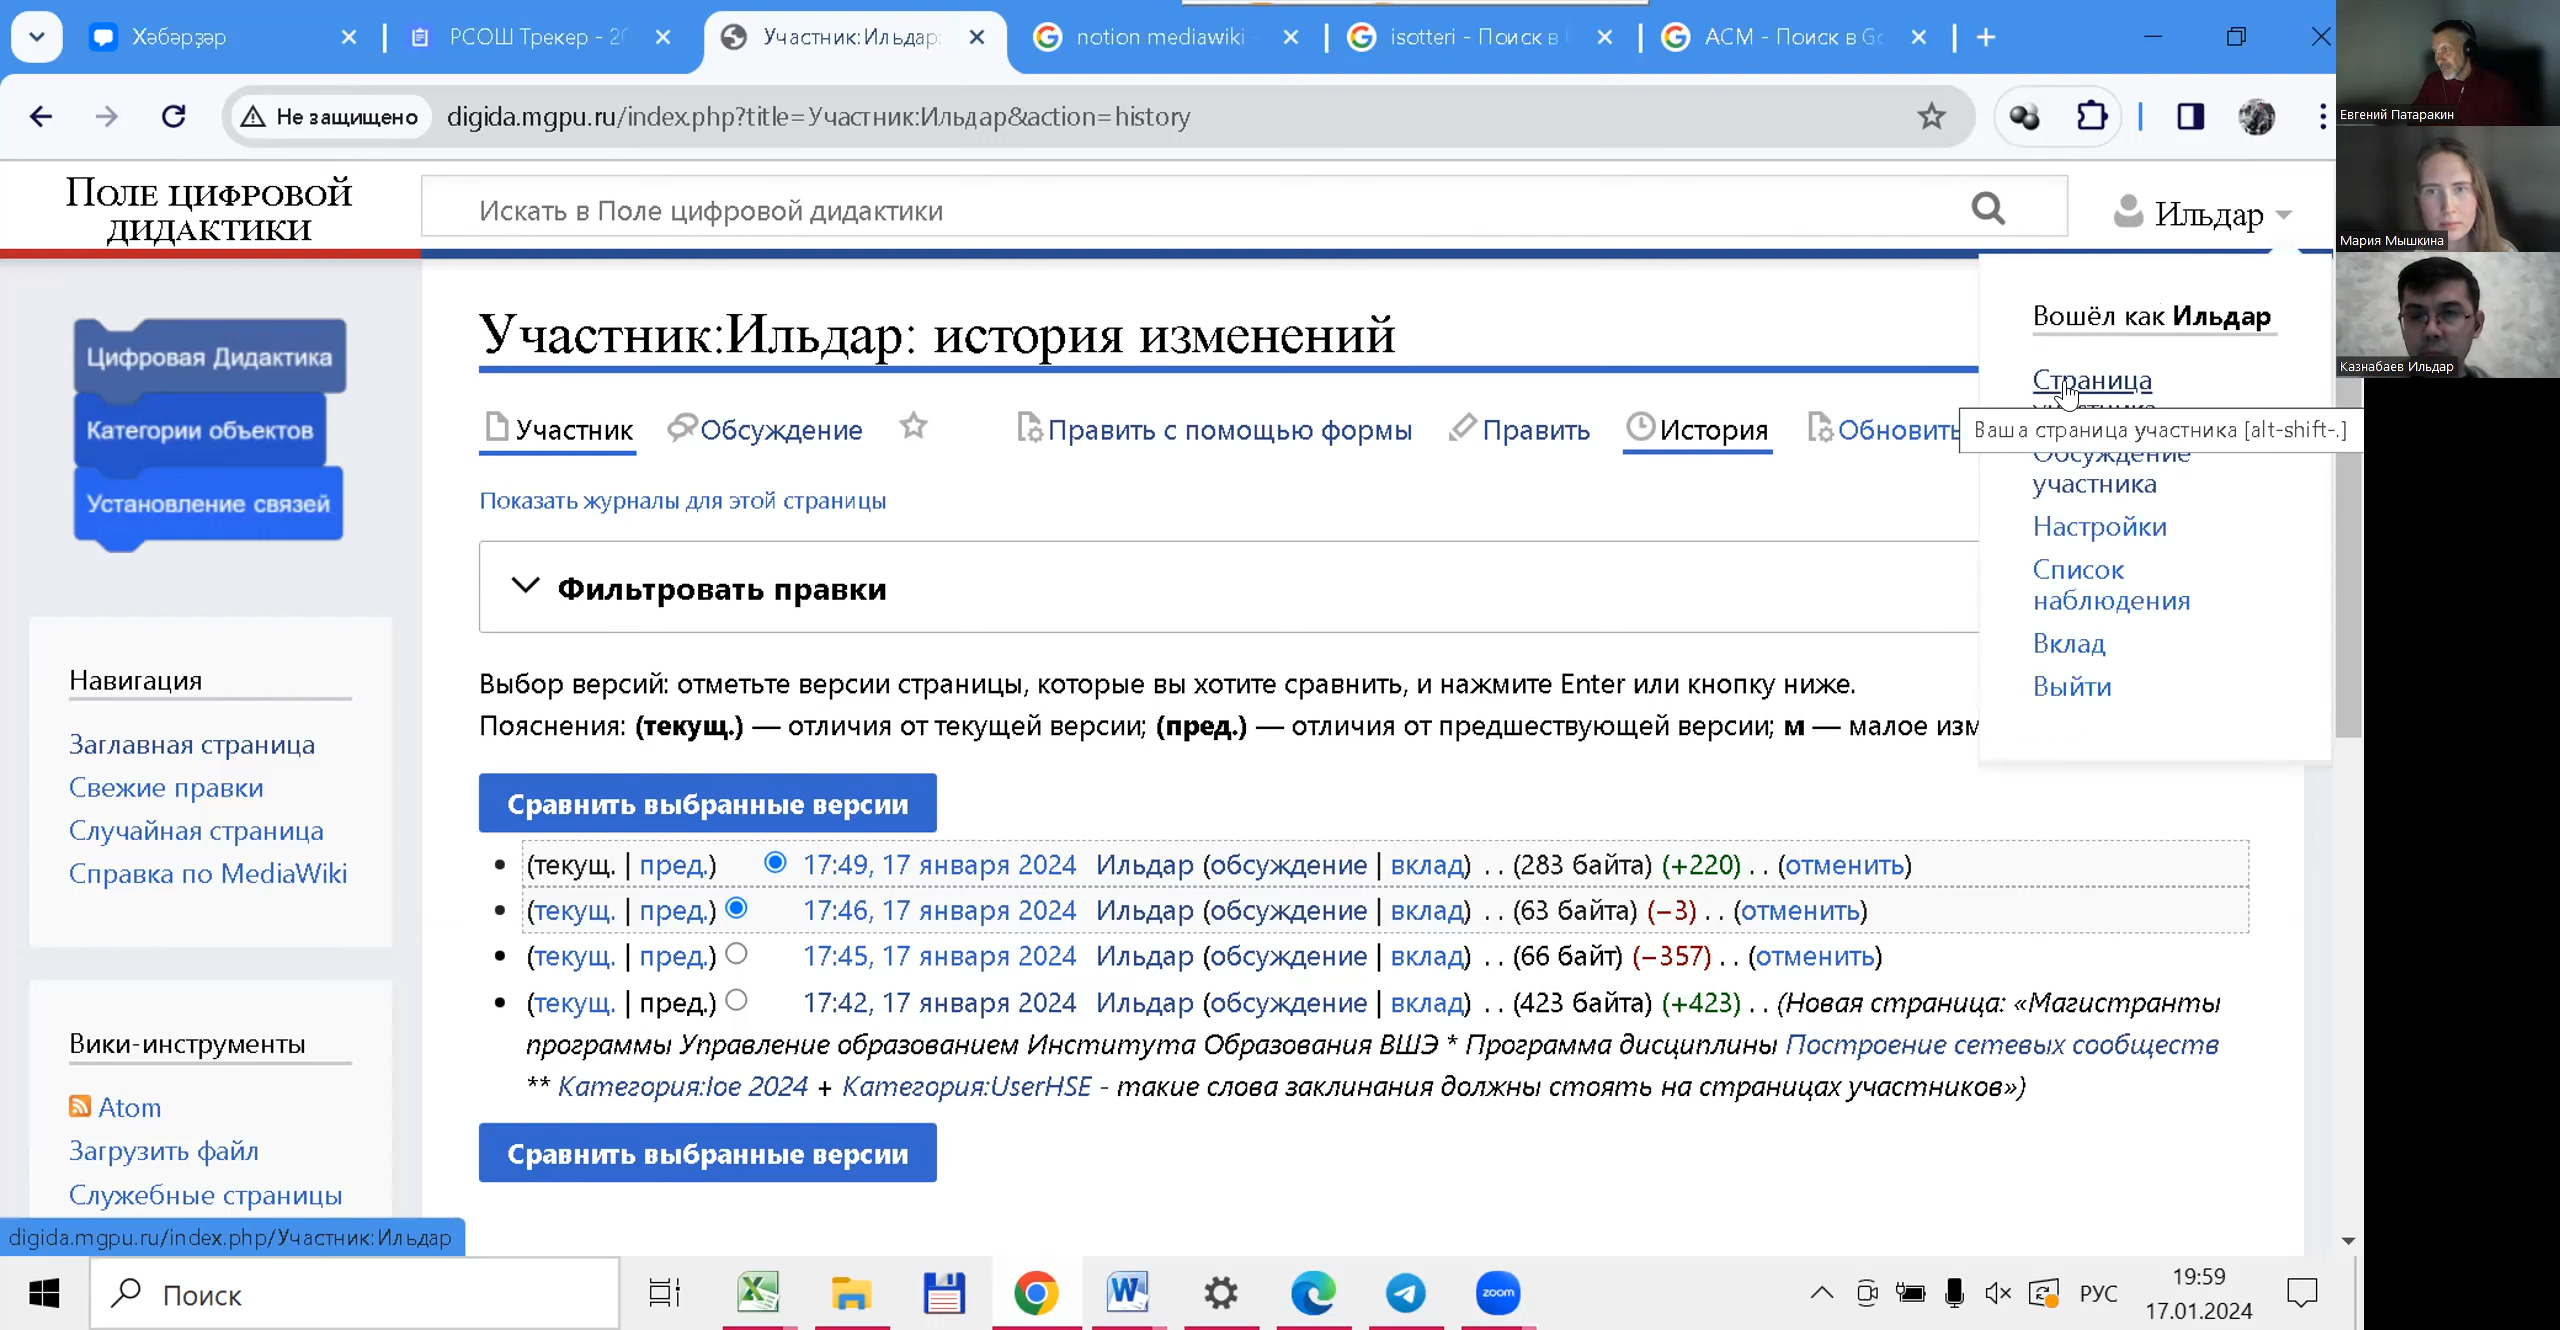 Хәбәрҙәр
РСОШ Трекер - 20
Участник:Ильдар:
notion mediawiki -
isotteri - Поиск в
ACM - Поиск в Go
Не защищено
digida.mgpu.ru/index.php?title=Участник:Ильдар&action=history
Евгений Патаракин
Мария Мышкина
Казнабаев Ильдар
Поле цифровой
дидактики
Искать в Поле цифровой дидактики
Ильдар
Вошёл как Ильдар
Страница
участника
Ваша страница участника [alt-shift-.]
Обсуждение
участника
Настройки
Список
наблюдения
Вклад
Выйти
Цифровая Дидактика
Категории объектов
Установление связей
Навигация
Заглавная страница
Свежие правки
Случайная страница
Справка по MediaWiki
Вики-инструменты
Atom
Загрузить файл
Служебные страницы
Участник:Ильдар: история изменений
Участник
Обсуждение
Править с помощью формы
Править
История
Обновить
Показать журналы для этой страницы
Фильтровать правки
Выбор версий: отметьте версии страницы, которые вы хотите сравнить, и нажмите Enter или кнопку ниже.
Пояснения: (текущ.) — отличия от текущей версии; (пред.) — отличия от предшествующей версии; м — малое изм
Сравнить выбранные версии
(текущ. | пред.) 17:49, 17 января 2024 Ильдар (обсуждение | вклад) . . (283 байта) (+220) . . (отменить)
(текущ. | пред.) 17:46, 17 января 2024 Ильдар (обсуждение | вклад) . . (63 байта) (−3) . . (отменить)
(текущ. | пред.) 17:45, 17 января 2024 Ильдар (обсуждение | вклад) . . (66 байт) (−357) . . (отменить)
(текущ. | пред.) 17:42, 17 января 2024 Ильдар (обсуждение | вклад) . . (423 байта) (+423) . . (Новая страница: «Магистранты
программы Управление образованием Института Образования ВШЭ * Программа дисциплины Построение сетевых сообществ
** Категория:Ioe 2024 + Категория:UserHSE - такие слова заклинания должны стоять на страницах участников»)
Сравнить выбранные версии
digida.mgpu.ru/index.php/Участник:Ильдар
Поиск
zoom
РУС
19:59
17.01.2024